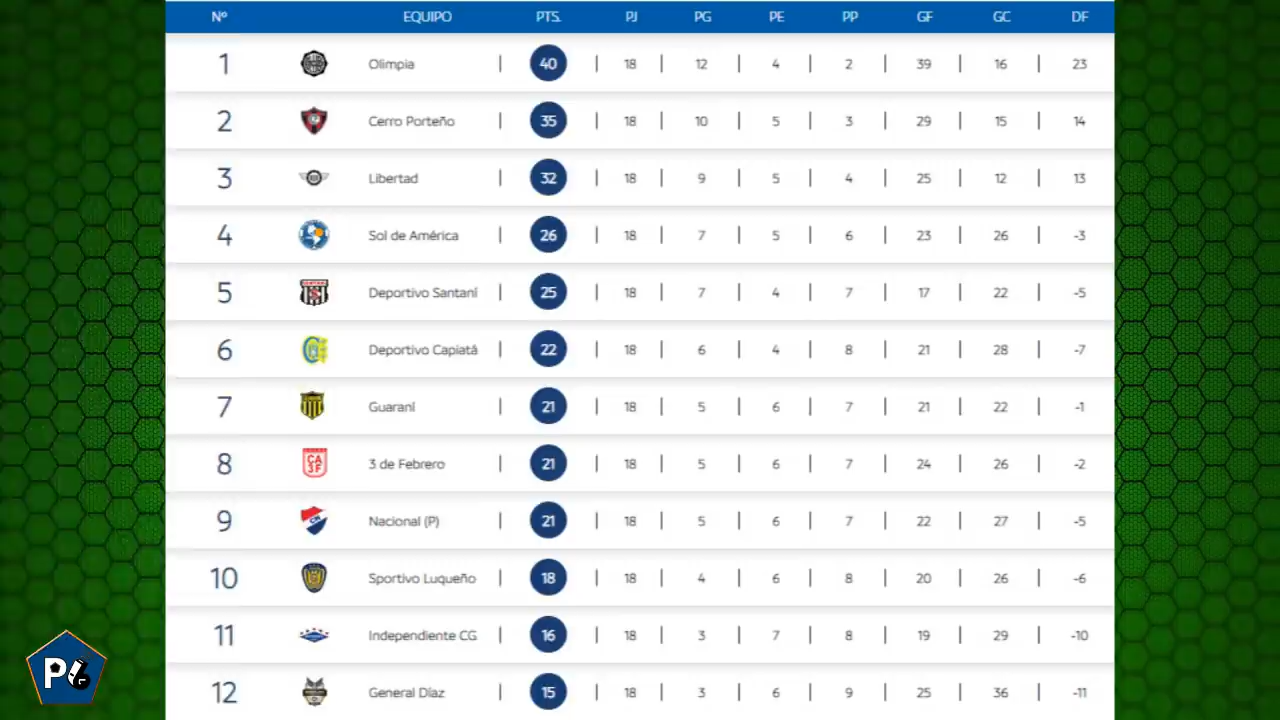 Nº EQUIPO PTS. PJ PG PE PP GF GC DF
1 Olimpia | 40 | 18 | 12 | 4 | 2 | 39 | 16 | 23
2 Cerro Porteño | 35 | 18 | 10 | 5 | 3 | 29 | 15 | 14
3 Libertad | 32 | 18 | 9 | 5 | 4 | 25 | 12 | 13
4 Sol de América | 26 | 18 | 7 | 5 | 6 | 23 | 26 | -3
5 Deportivo Santaní | 25 | 18 | 7 | 4 | 7 | 17 | 22 | -5
6 Deportivo Capiatá | 22 | 18 | 6 | 4 | 8 | 21 | 28 | -7
7 Guaraní | 21 | 18 | 5 | 6 | 7 | 21 | 22 | -1
CA
3F
8 3 de Febrero | 21 | 18 | 5 | 6 | 7 | 24 | 26 | -2
9 Nacional (P) | 21 | 18 | 5 | 6 | 7 | 22 | 27 | -5
10 Sportivo Luqueño | 18 | 18 | 4 | 6 | 8 | 20 | 26 | -6
11 Independiente CG | 16 | 18 | 3 | 7 | 8 | 19 | 29 | -10
12 General Díaz | 15 | 18 | 3 | 6 | 9 | 25 | 36 | -11